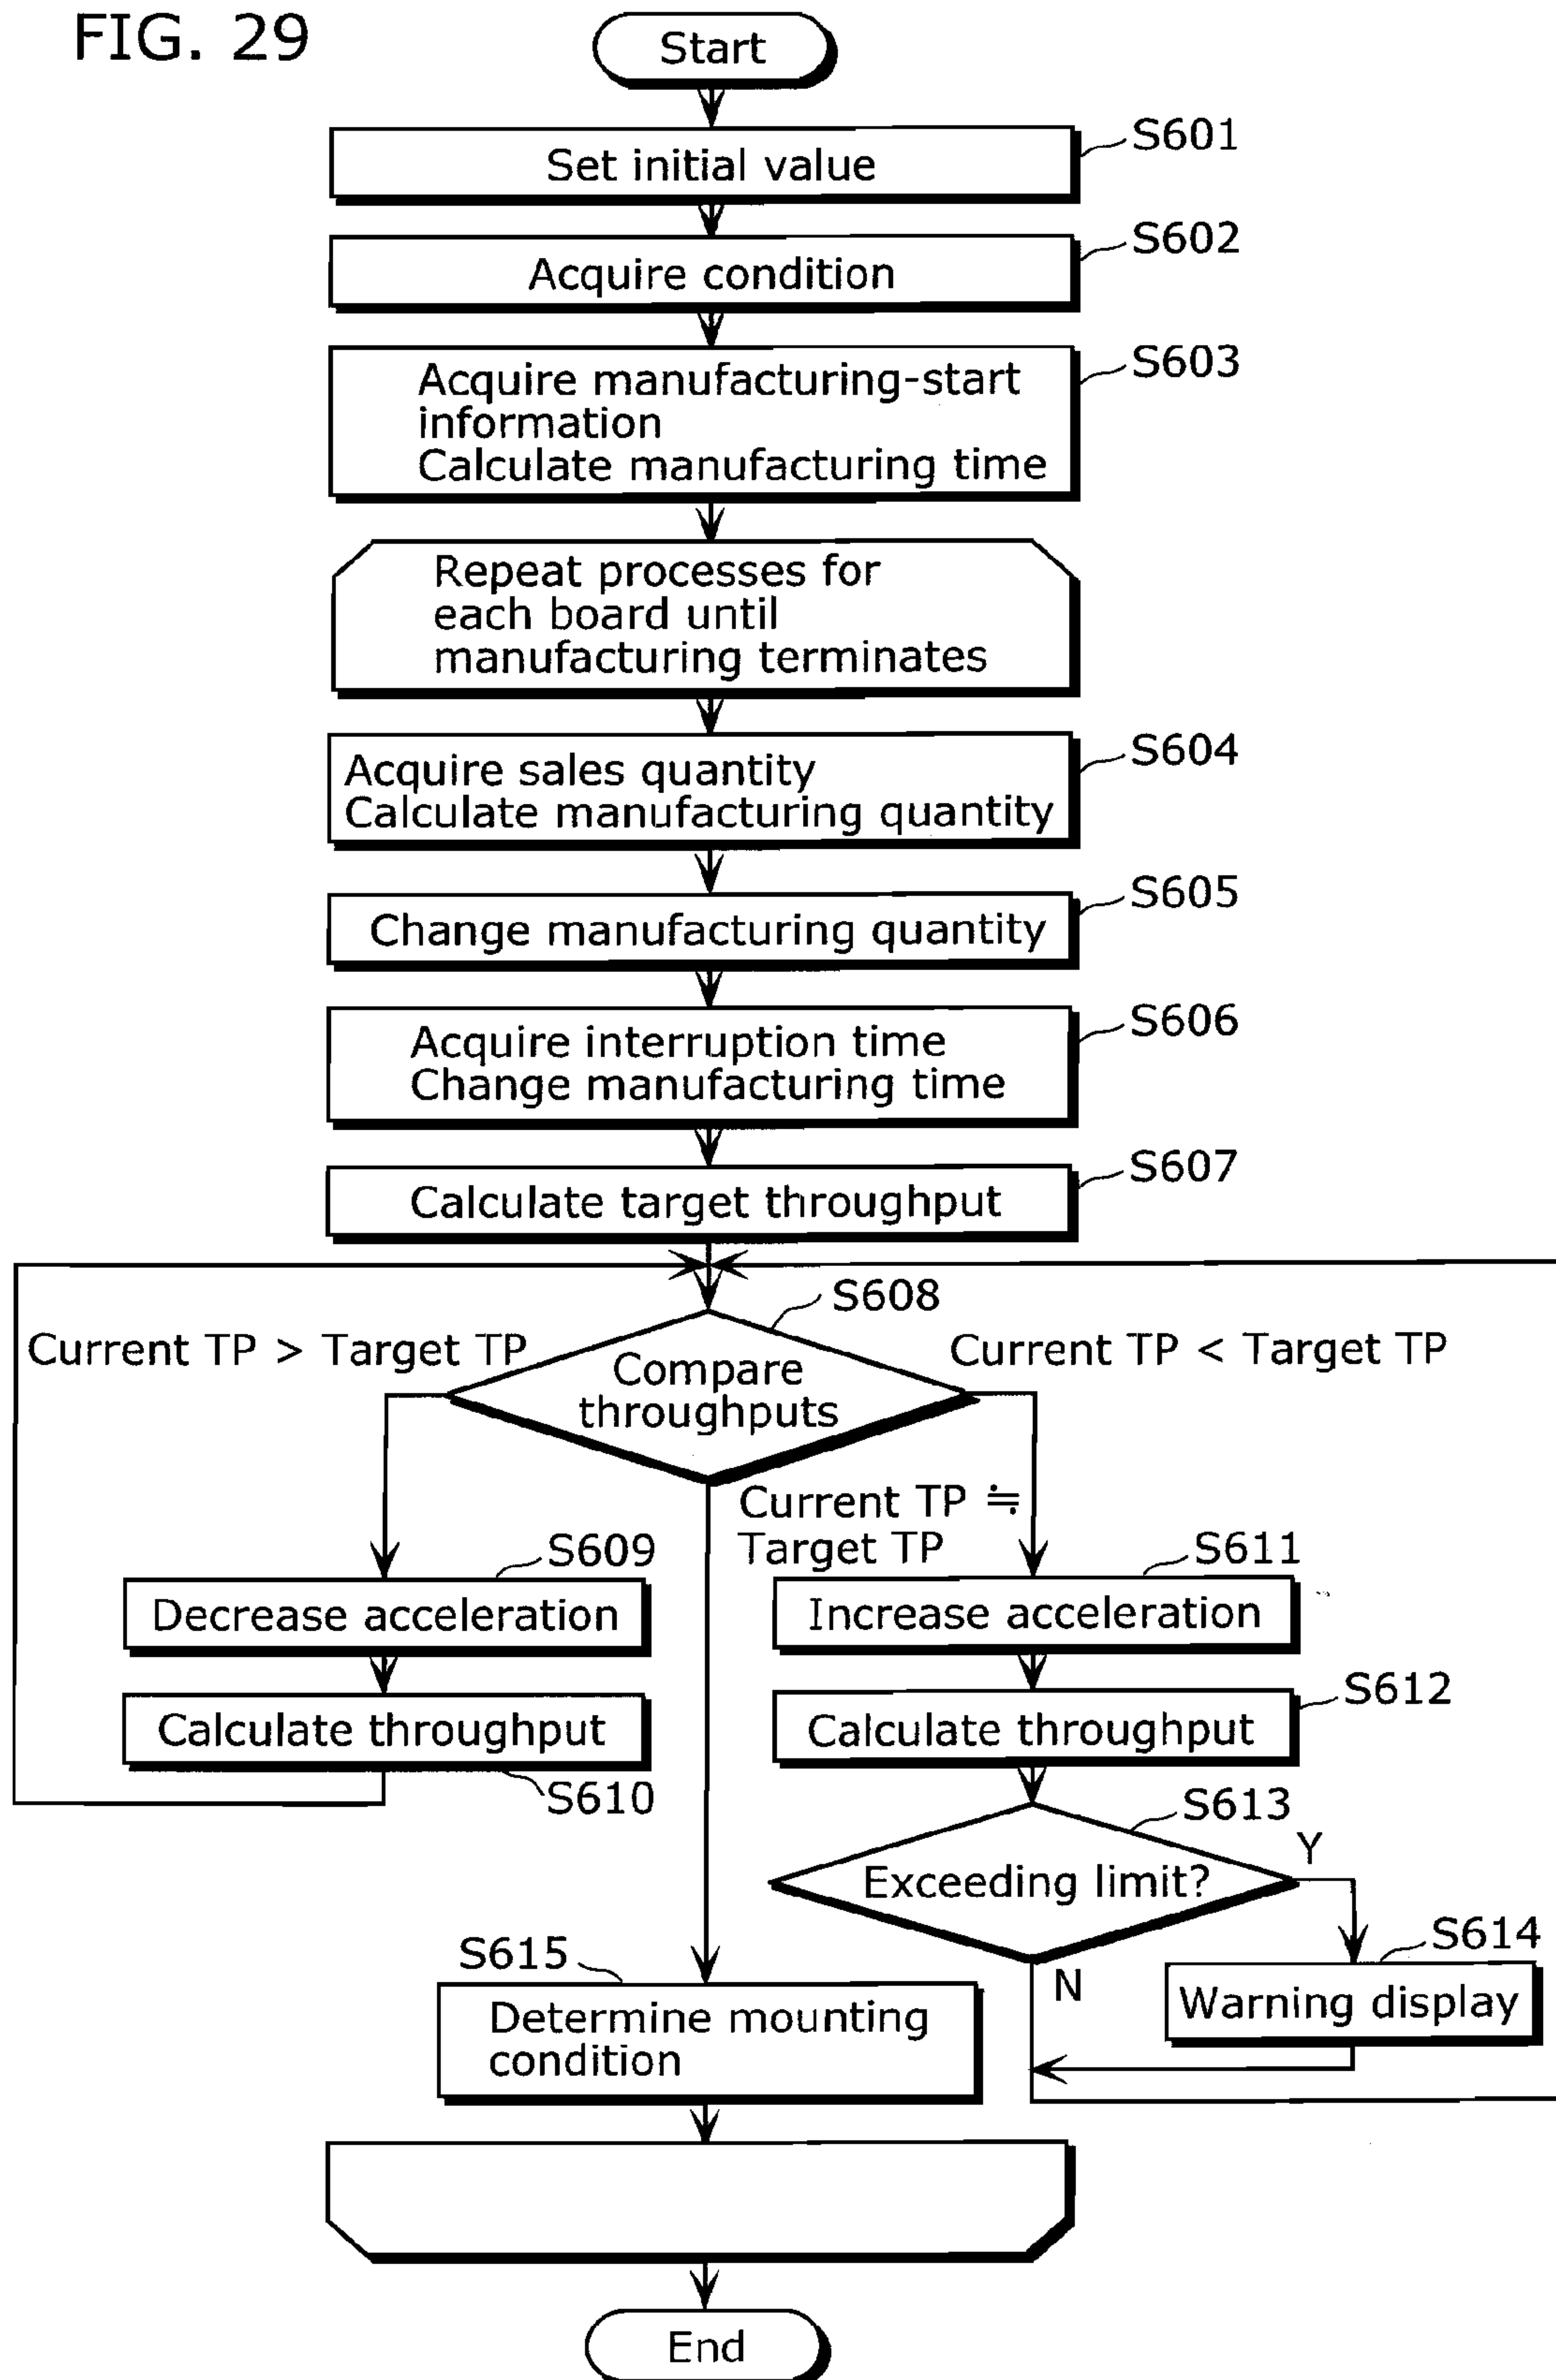 FIG. 29
Start
Set initial value
S601
Acquire condition
S602
Acquire manufacturing-start
information
Calculate manufacturing time
S603
Repeat processes for
each board until
manufacturing terminates
Acquire sales quantity
Calculate manufacturing quantity
S604
Change manufacturing quantity
S605
Acquire interruption time
Change manufacturing time
S606
Calculate target throughput
S607
S608
Compare
throughputs
Current TP > Target TP
Current TP < Target TP
Current TP ≒
Target TP
S609
Decrease acceleration
Calculate throughput
S610
S611
Increase acceleration
S612
Calculate throughput
S613
Exceeding limit?
Y
N
S614
Warning display
S615
Determine mounting
condition
End